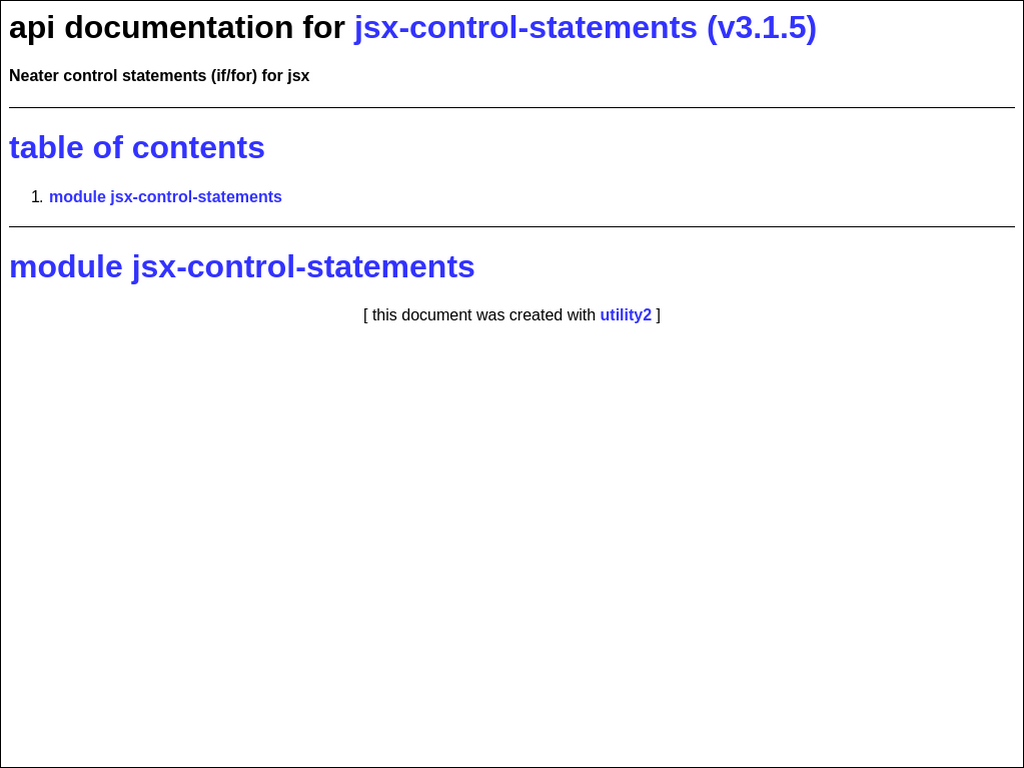 api documentation for jsx-control-statements (v3.1.5)
Neater control statements (if/for) for jsx
table of contents
1. module jsx-control-statements
module jsx-control-statements
[ this document was created with utility2 ]